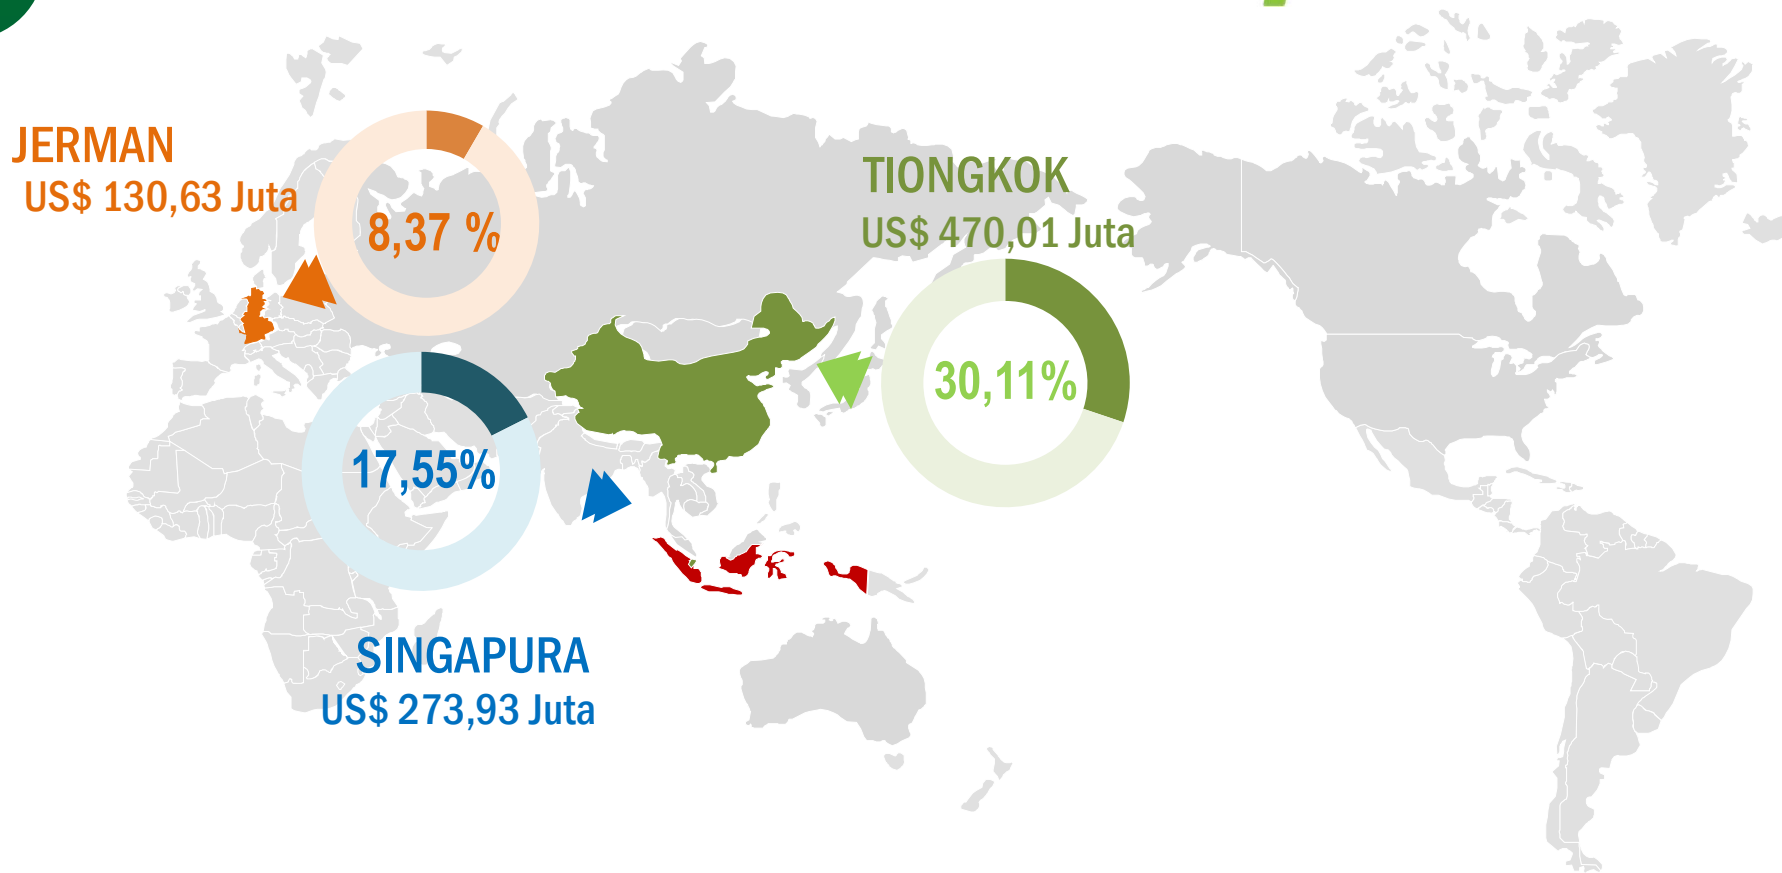 JERMAN
US$ 130,63 Juta
8,37 %
TIONGKOK
US$ 470,01 Juta
30,11%
17,55%
SINGAPURA
US$ 273,93 Juta